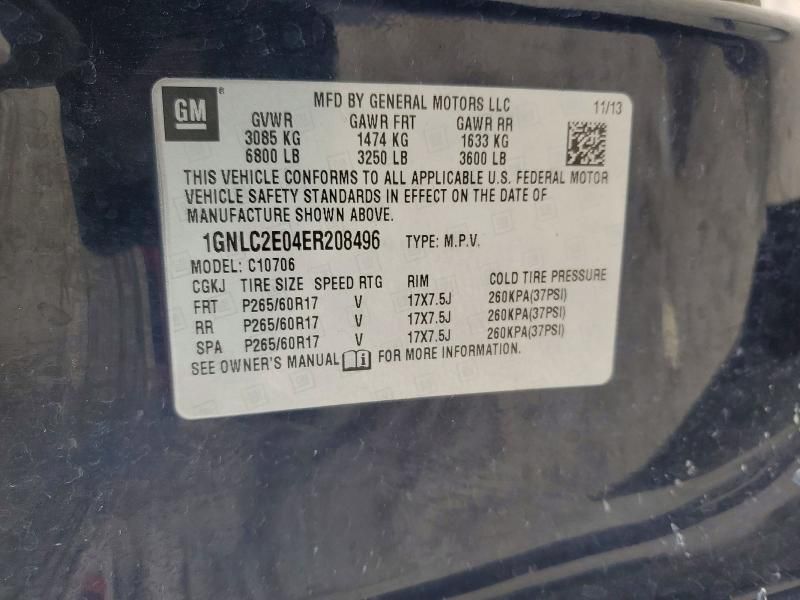 GM ® MFD BY GENERAL MOTORS LLC 11/13
GVWR GAWR FRT GAWR RR
3085 KG 1474 KG 1633 KG
6800 LB 3250 LB 3600 LB
THIS VEHICLE CONFORMS TO ALL APPLICABLE U.S. FEDERAL MOTOR
VEHICLE SAFETY STANDARDS IN EFFECT ON THE DATE OF
MANUFACTURE SHOWN ABOVE.
1GNLC2E04ER208496 TYPE: M.P.V.
MODEL: C10706
CGKJ TIRE SIZE SPEED RTG RIM COLD TIRE PRESSURE
FRT P265/60R17 V 17X7.5J 260KPA(37PSI)
RR P265/60R17 V 17X7.5J 260KPA(37PSI)
SPA P265/60R17 V 17X7.5J 260KPA(37PSI)
SEE OWNER'S MANUAL i FOR MORE INFORMATION.